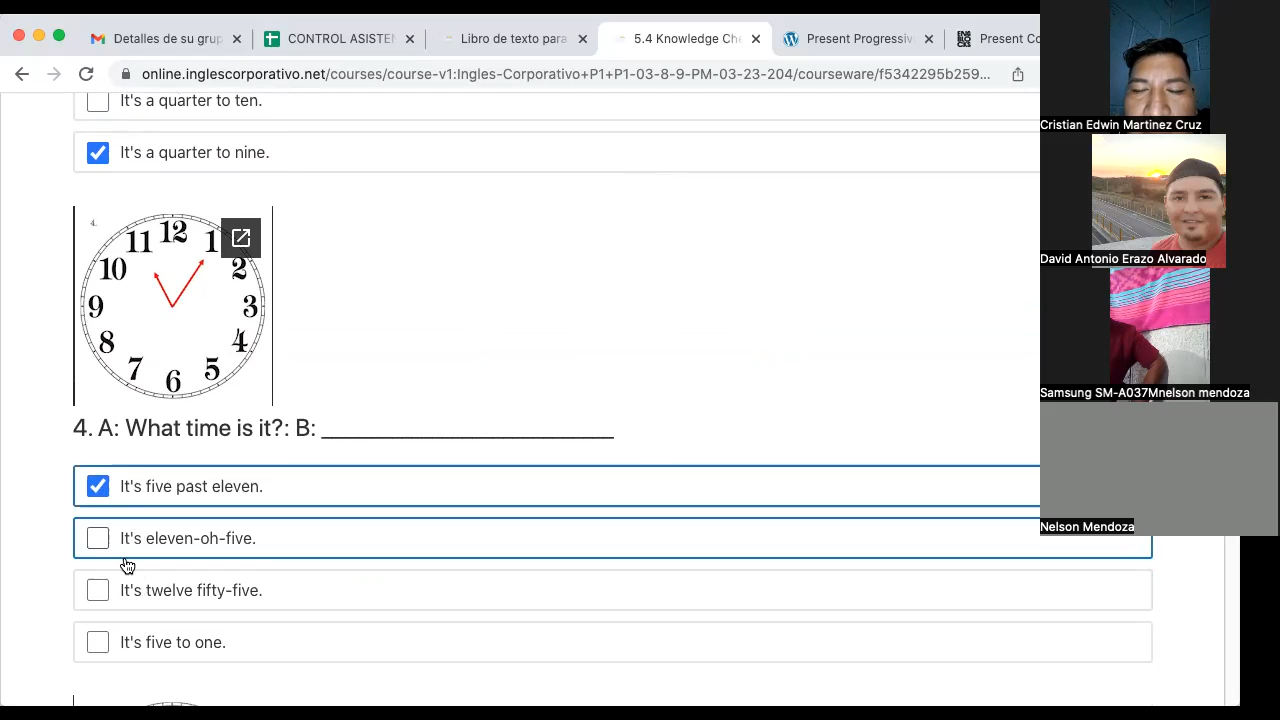 Detalles de su grup
CONTROL ASISTEN
Libro de texto para
5.4 Knowledge Che
Present Progressiv
Present Co
online.inglescorporativo.net/courses/course-v1:Ingles-Corporativo+P1+P1-03-8-9-PM-03-23-204/courseware/f5342295b259...
It's a quarter to ten.
It's a quarter to nine.
4.
12
11 1
10 2
9 3
8 4
7 5
6
4. A: What time is it?: B: ____________________________
It's five past eleven.
It's eleven-oh-five.
It's twelve fifty-five.
It's five to one.
Cristian Edwin Martinez Cruz
David Antonio Erazo Alvarado
Samsung SM-A037Mnelson mendoza
Nelson Mendoza